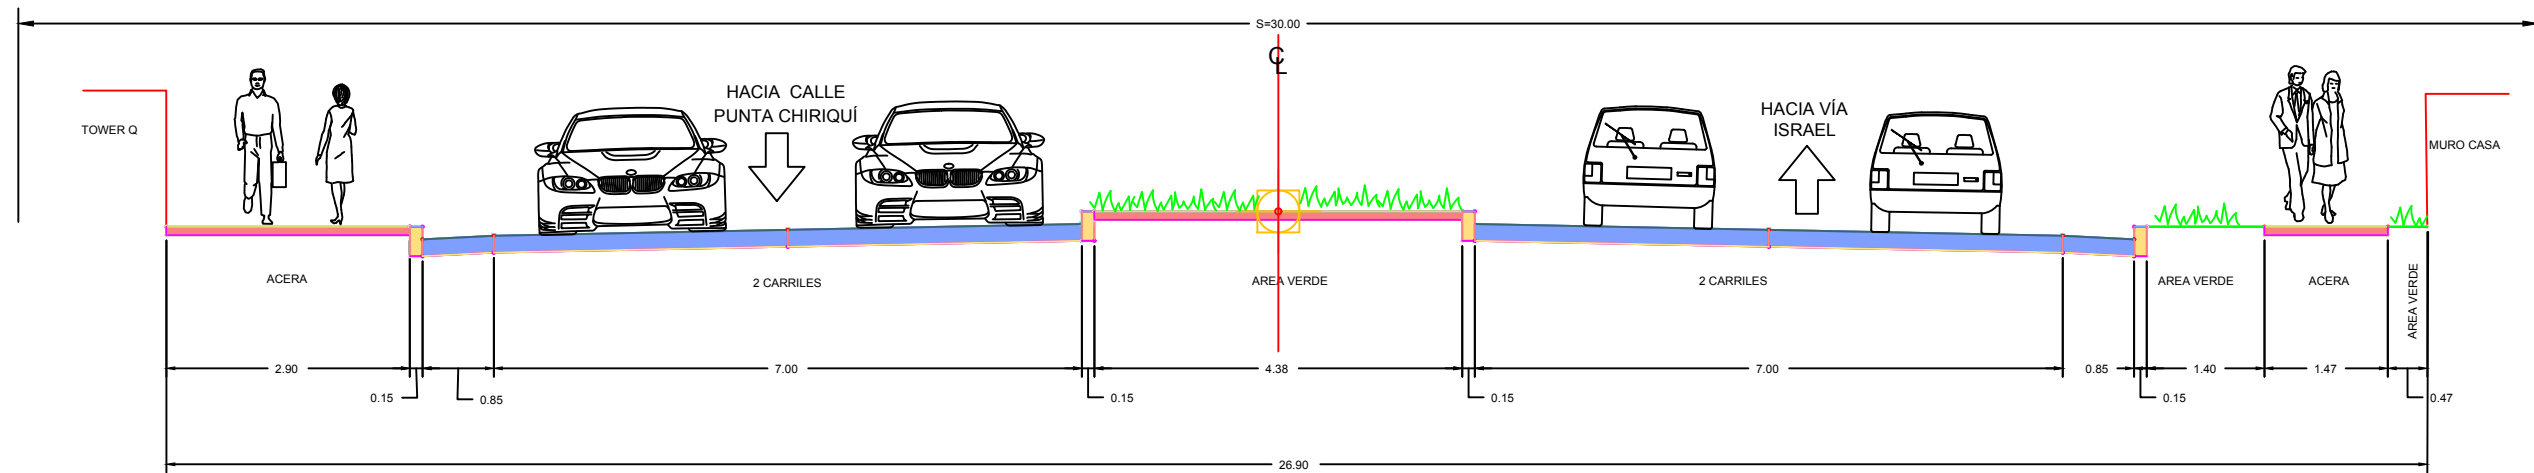 S=30.00
CL
HACIA CALLE
PUNTA CHIRIQUÍ
HACIA VÍA
ISRAEL
TOWER Q
MURO CASA
ACERA
2 CARRILES
AREA VERDE
2 CARRILES
AREA VERDE
ACERA
AREA VERDE
2.90
7.00
4.38
7.00
0.85
1.40
1.47
0.15
0.85
0.15
0.15
0.15
0.47
26.90